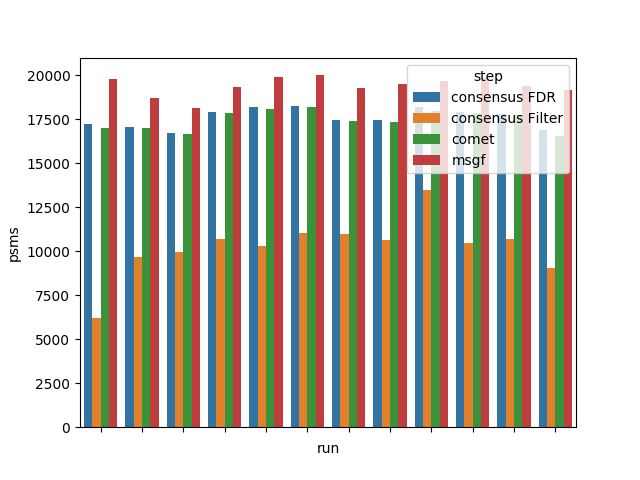 20000
17500
15000
12500
10000
7500
5000
2500
0
psms
run
step
consensus FDR
consensus Filter
comet
msgf